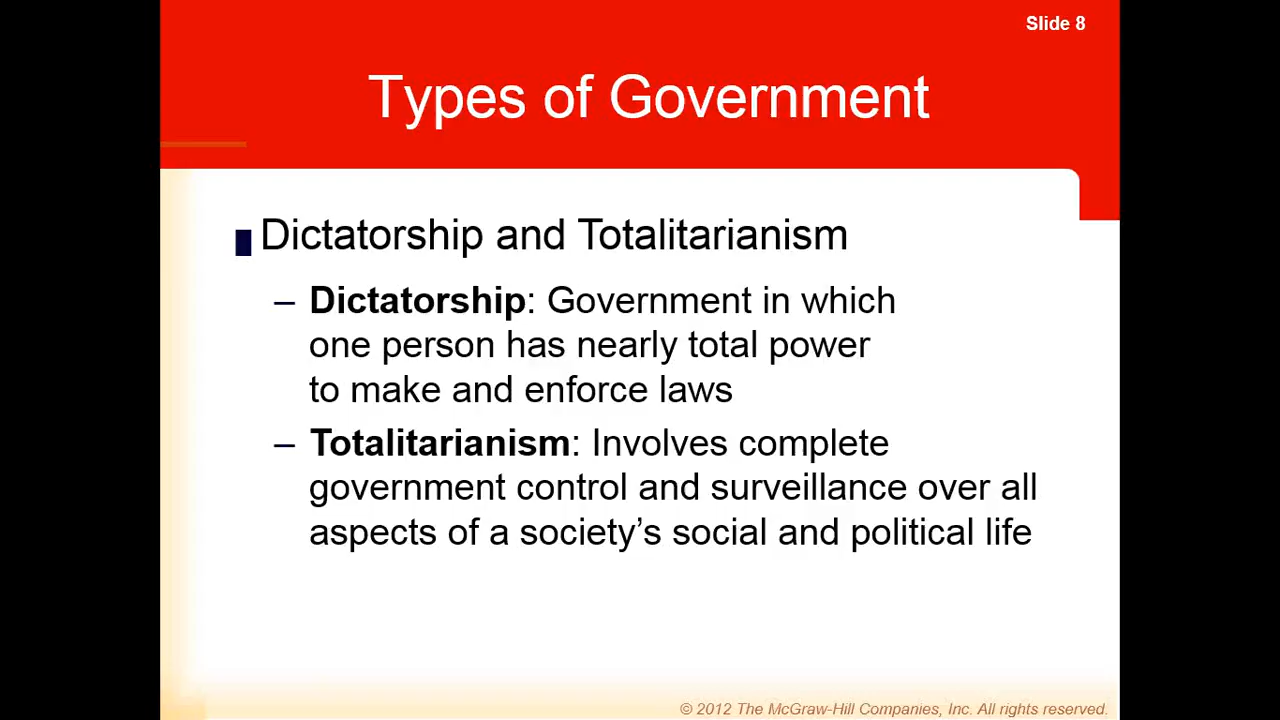 Slide 8
Types of Government
Dictatorship and Totalitarianism
– Dictatorship: Government in which
one person has nearly total power
to make and enforce laws
– Totalitarianism: Involves complete
government control and surveillance over all
aspects of a society’s social and political life
© 2012 The McGraw-Hill Companies, Inc. All rights reserved.